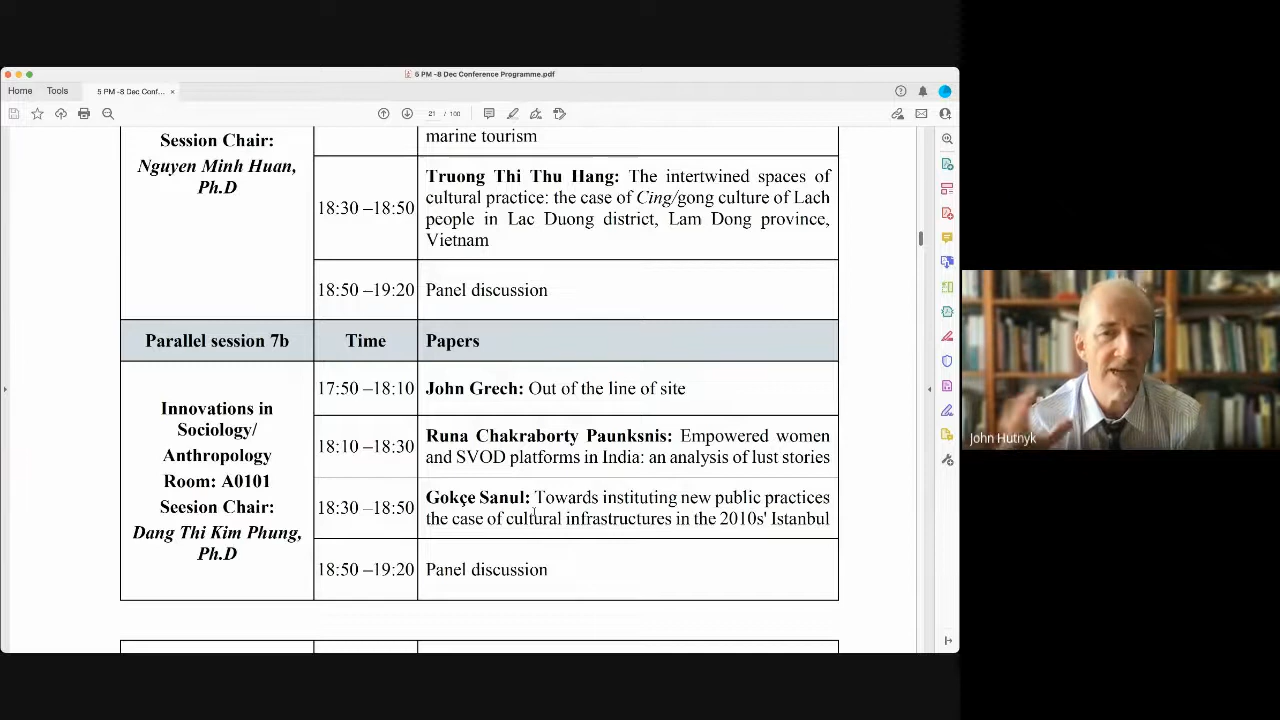 5 PM -8 Dec Conference Programme.pdf
Home
Tools
5 PM -8 Dec Conf...
21 / 100
Session Chair:
Nguyen Minh Huan,
Ph.D
marine tourism
18:30 –18:50
Truong Thi Thu Hang: The intertwined spaces of
cultural practice: the case of Cing/gong culture of Lach
people in Lac Duong district, Lam Dong province,
Vietnam
18:50 –19:20
Panel discussion
Parallel session 7b
Time
Papers
Innovations in
Sociology/
Anthropology
Room: A0101
Seesion Chair:
Dang Thi Kim Phung,
Ph.D
17:50 –18:10
John Grech: Out of the line of site
18:10 –18:30
Runa Chakraborty Paunksnis: Empowered women
and SVOD platforms in India: an analysis of lust stories
18:30 –18:50
Gokçe Sanul: Towards instituting new public practices
the case of cultural infrastructures in the 2010s' Istanbul
18:50 –19:20
Panel discussion
John Hutnyk